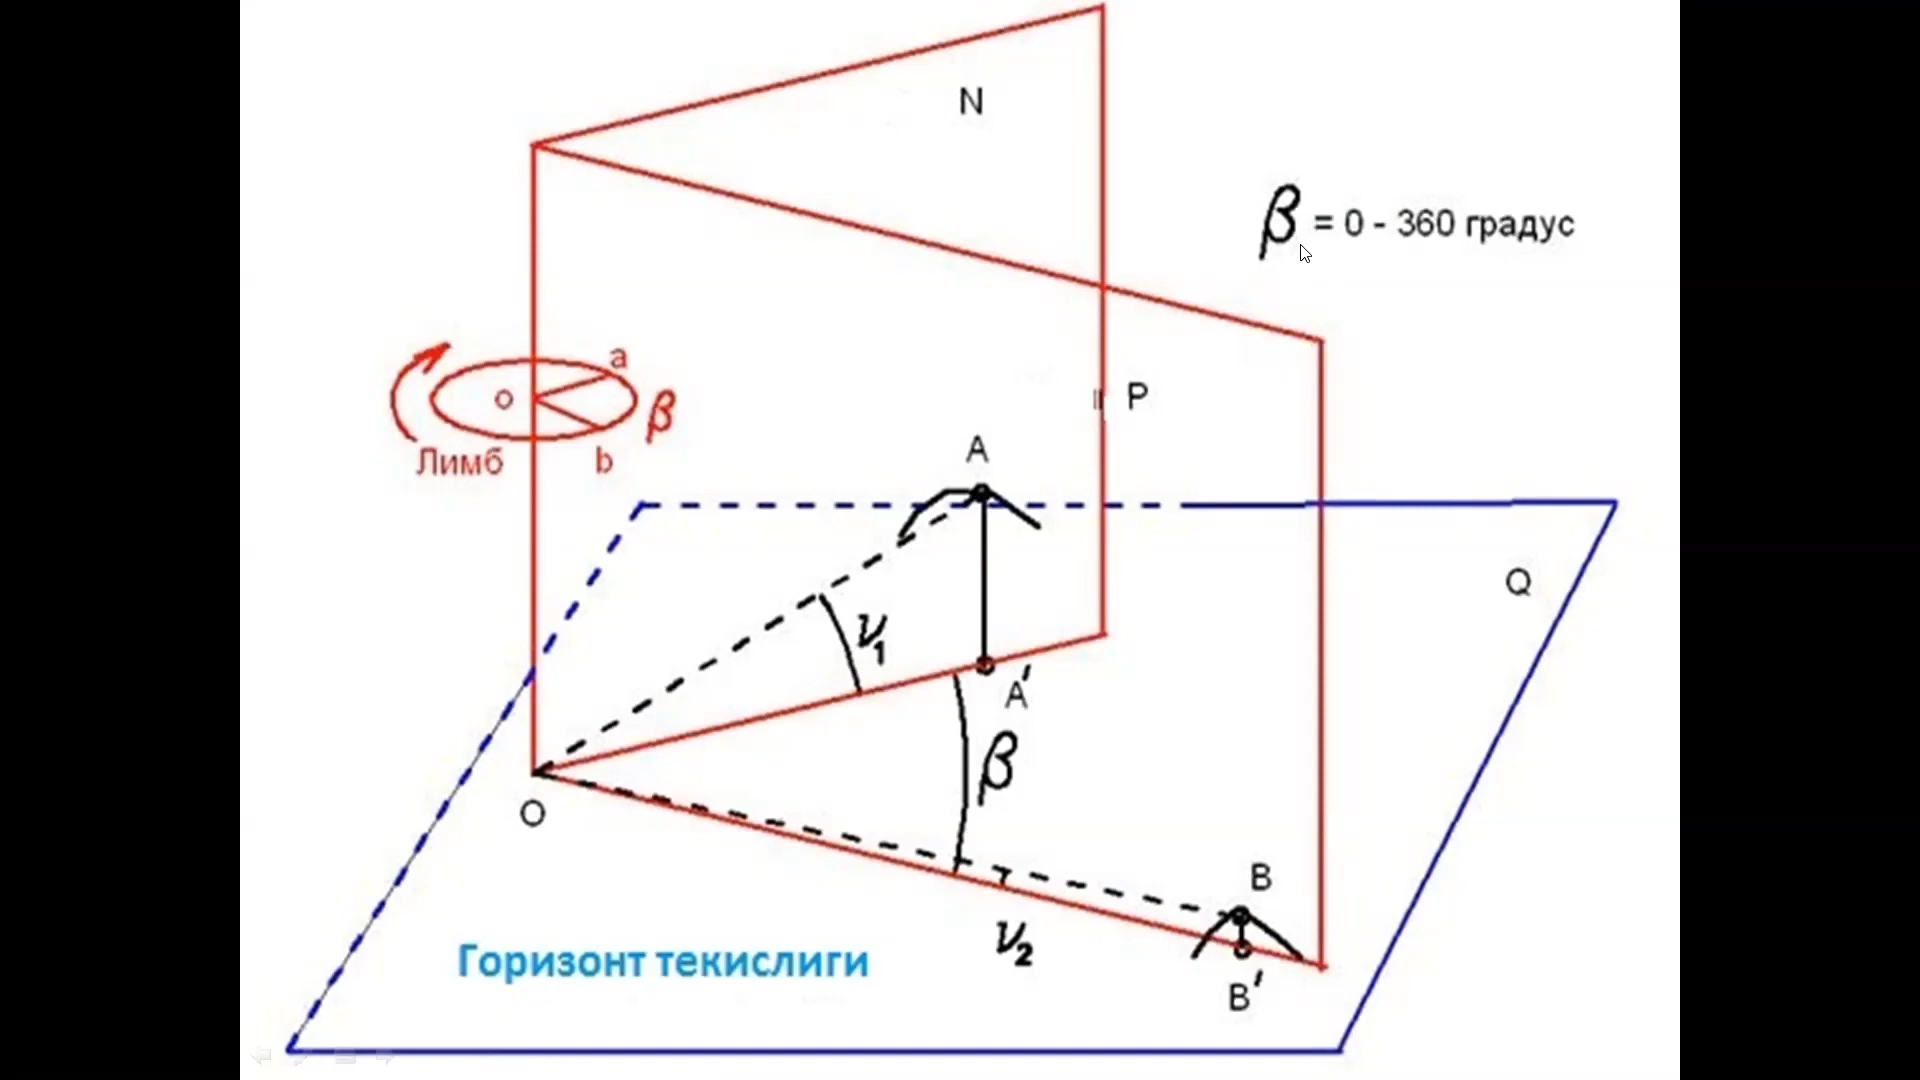 N
β = 0 - 360 градус
a
o
β
P
Лимб
b
A
Q
ν1
A'
β
O
B
ν2
Горизонт текислиги
B'